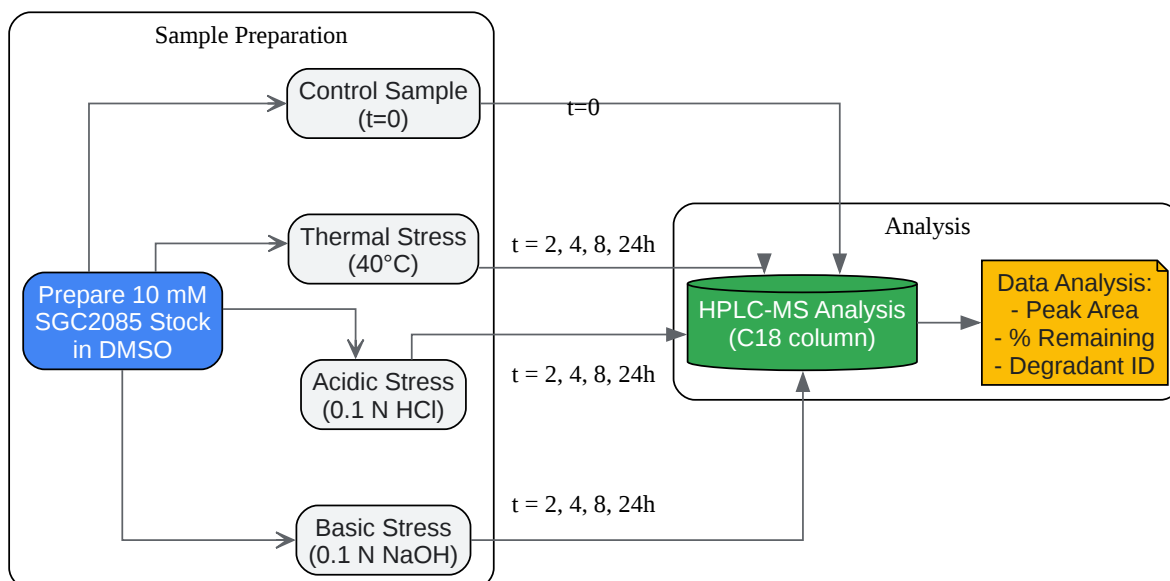 Sample Preparation
Control Sample
(t=0)
t=0
Thermal Stress
(40°C)
t = 2, 4, 8, 24h
Prepare 10 mM
SGC2085 Stock
in DMSO
Acidic Stress
(0.1 N HCl)
t = 2, 4, 8, 24h
Basic Stress
(0.1 N NaOH)
t = 2, 4, 8, 24h
Analysis
HPLC-MS Analysis
(C18 column)
Data Analysis:
- Peak Area
- % Remaining
- Degradant ID